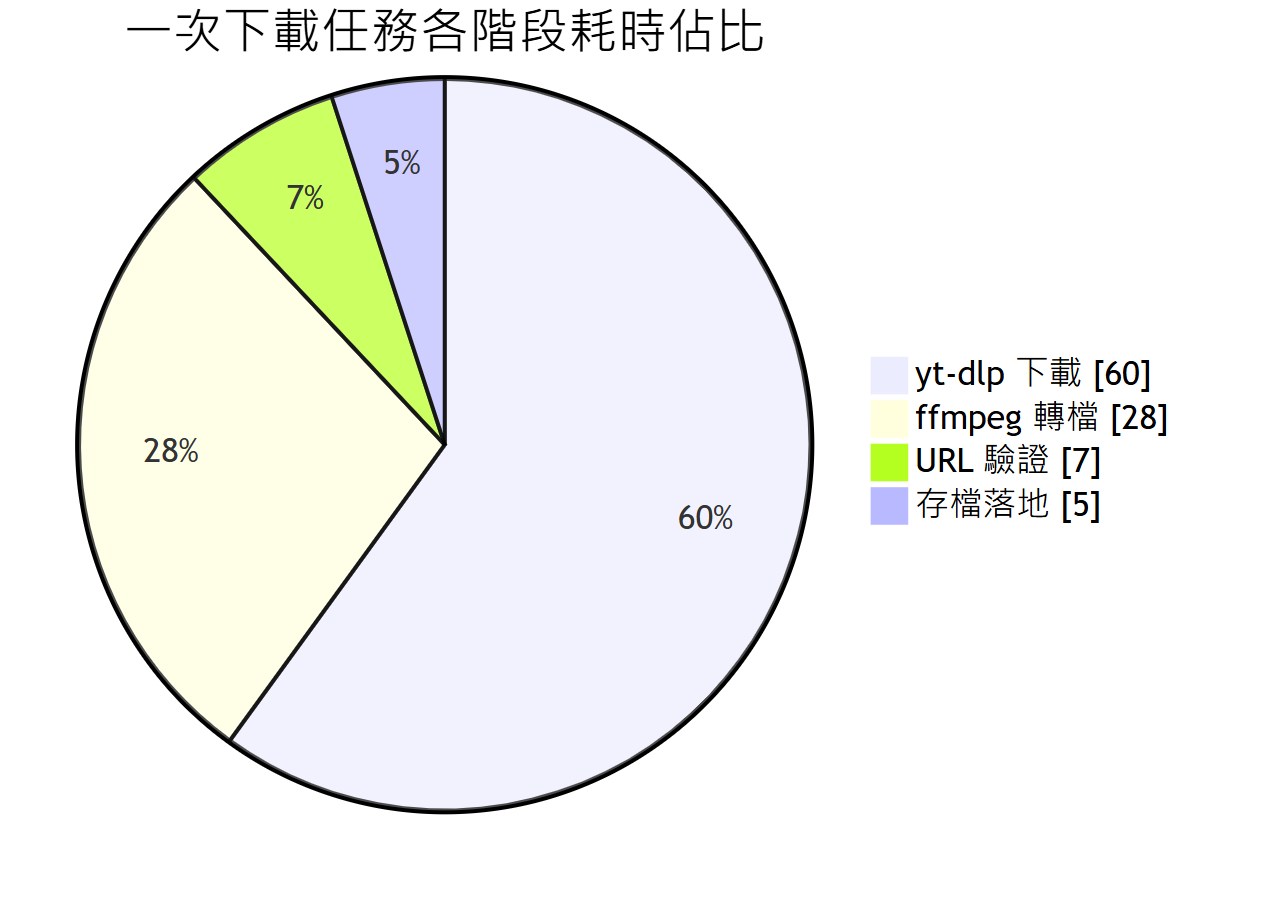 一次下載任務各階段耗時佔比
5%
7%
28%
60%
yt-dlp 下載 [60]
ffmpeg 轉檔 [28]
URL 驗證 [7]
存檔落地 [5]